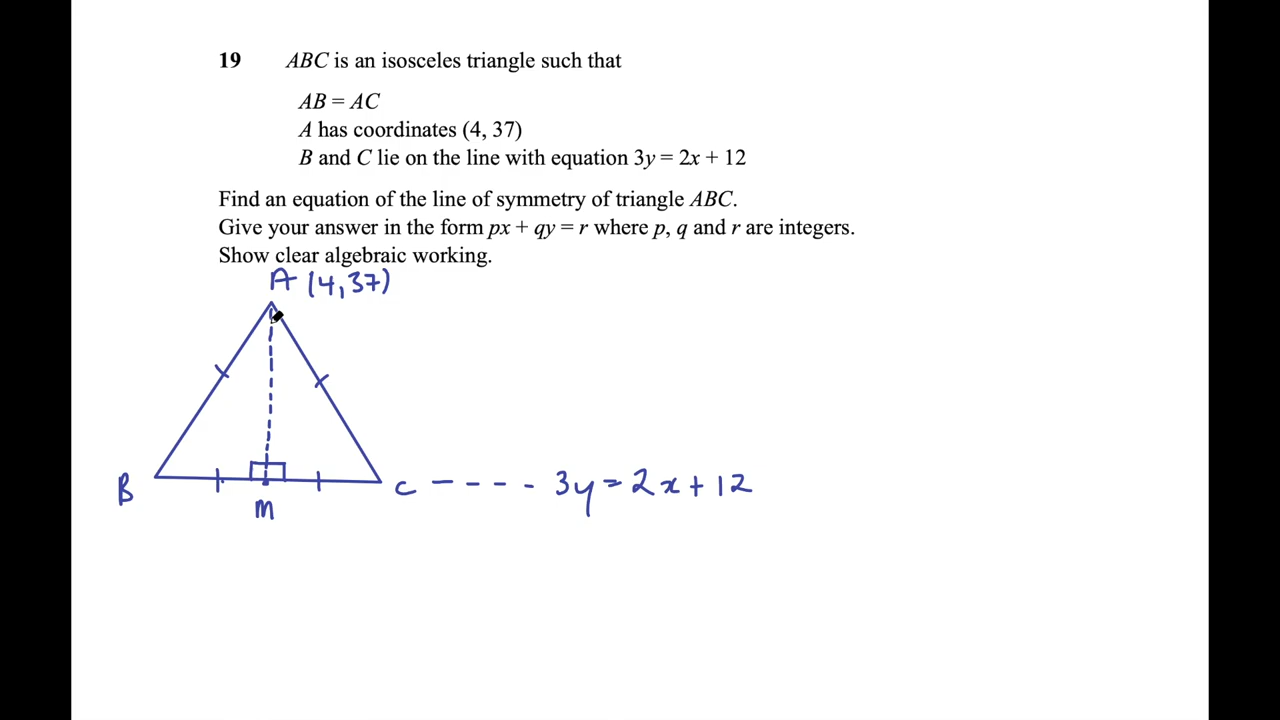 19 ABC is an isosceles triangle such that
AB = AC
A has coordinates (4, 37)
B and C lie on the line with equation 3y = 2x + 12
Find an equation of the line of symmetry of triangle ABC.
Give your answer in the form px + qy = r where p, q and r are integers.
Show clear algebraic working.
A (4,37)
B
C - - - - 3y = 2x + 12
m